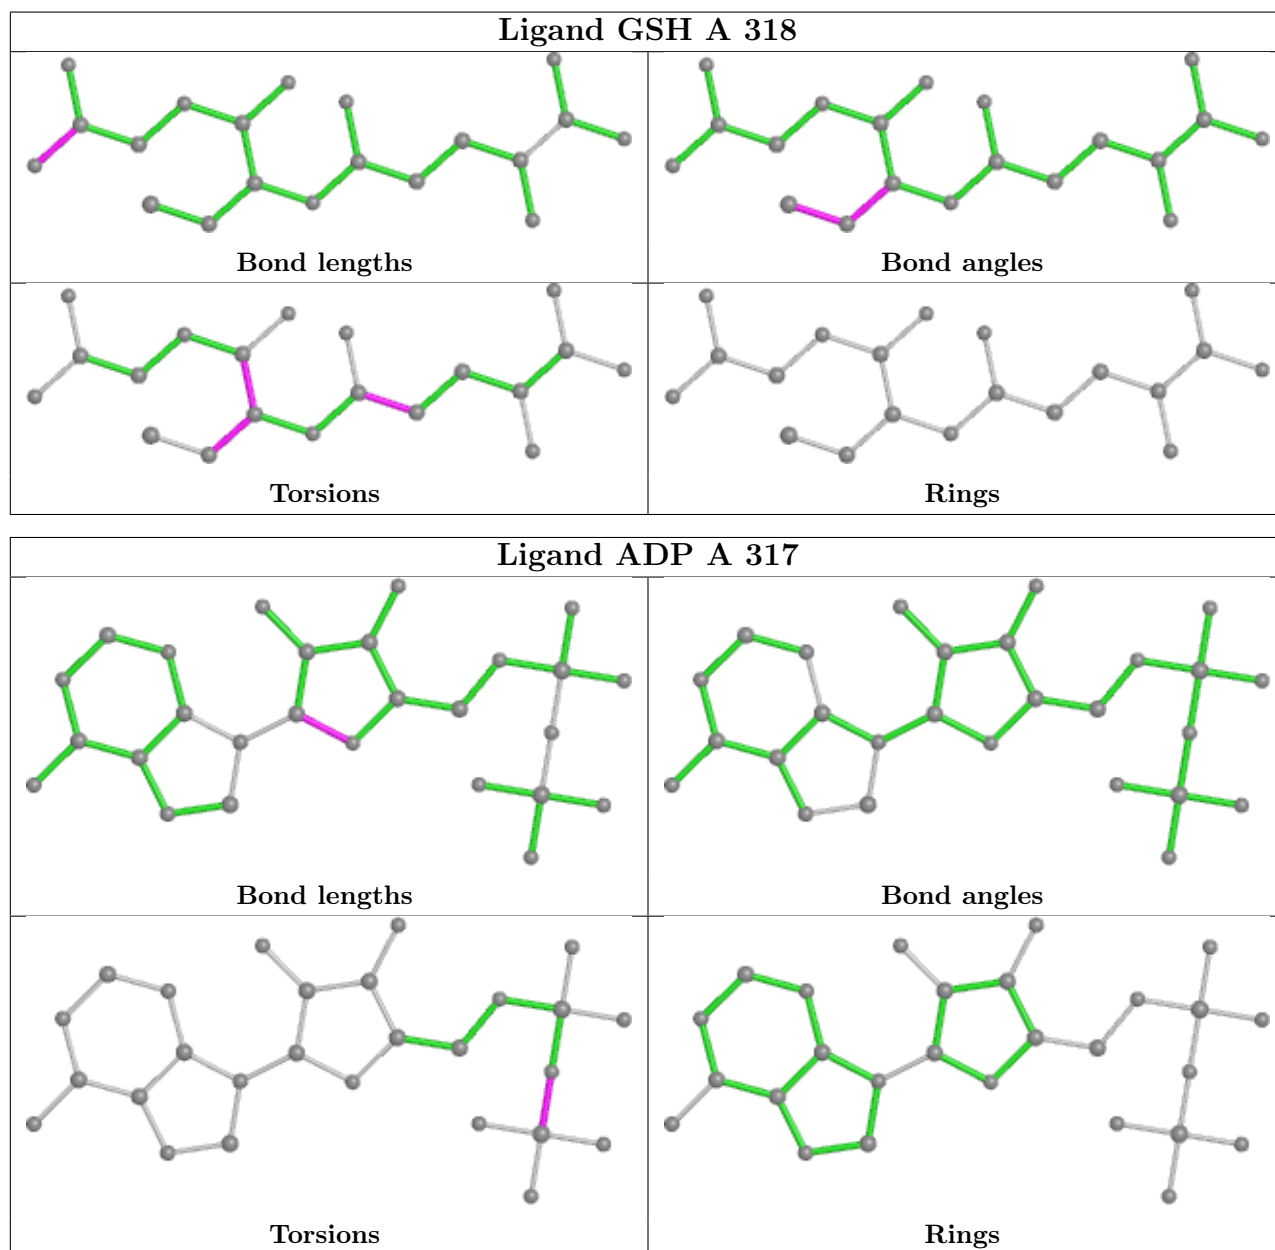 Ligand GSH A 318
Bond lengths
Bond angles
Torsions
Rings
Ligand ADP A 317
Bond lengths
Bond angles
Torsions
Rings